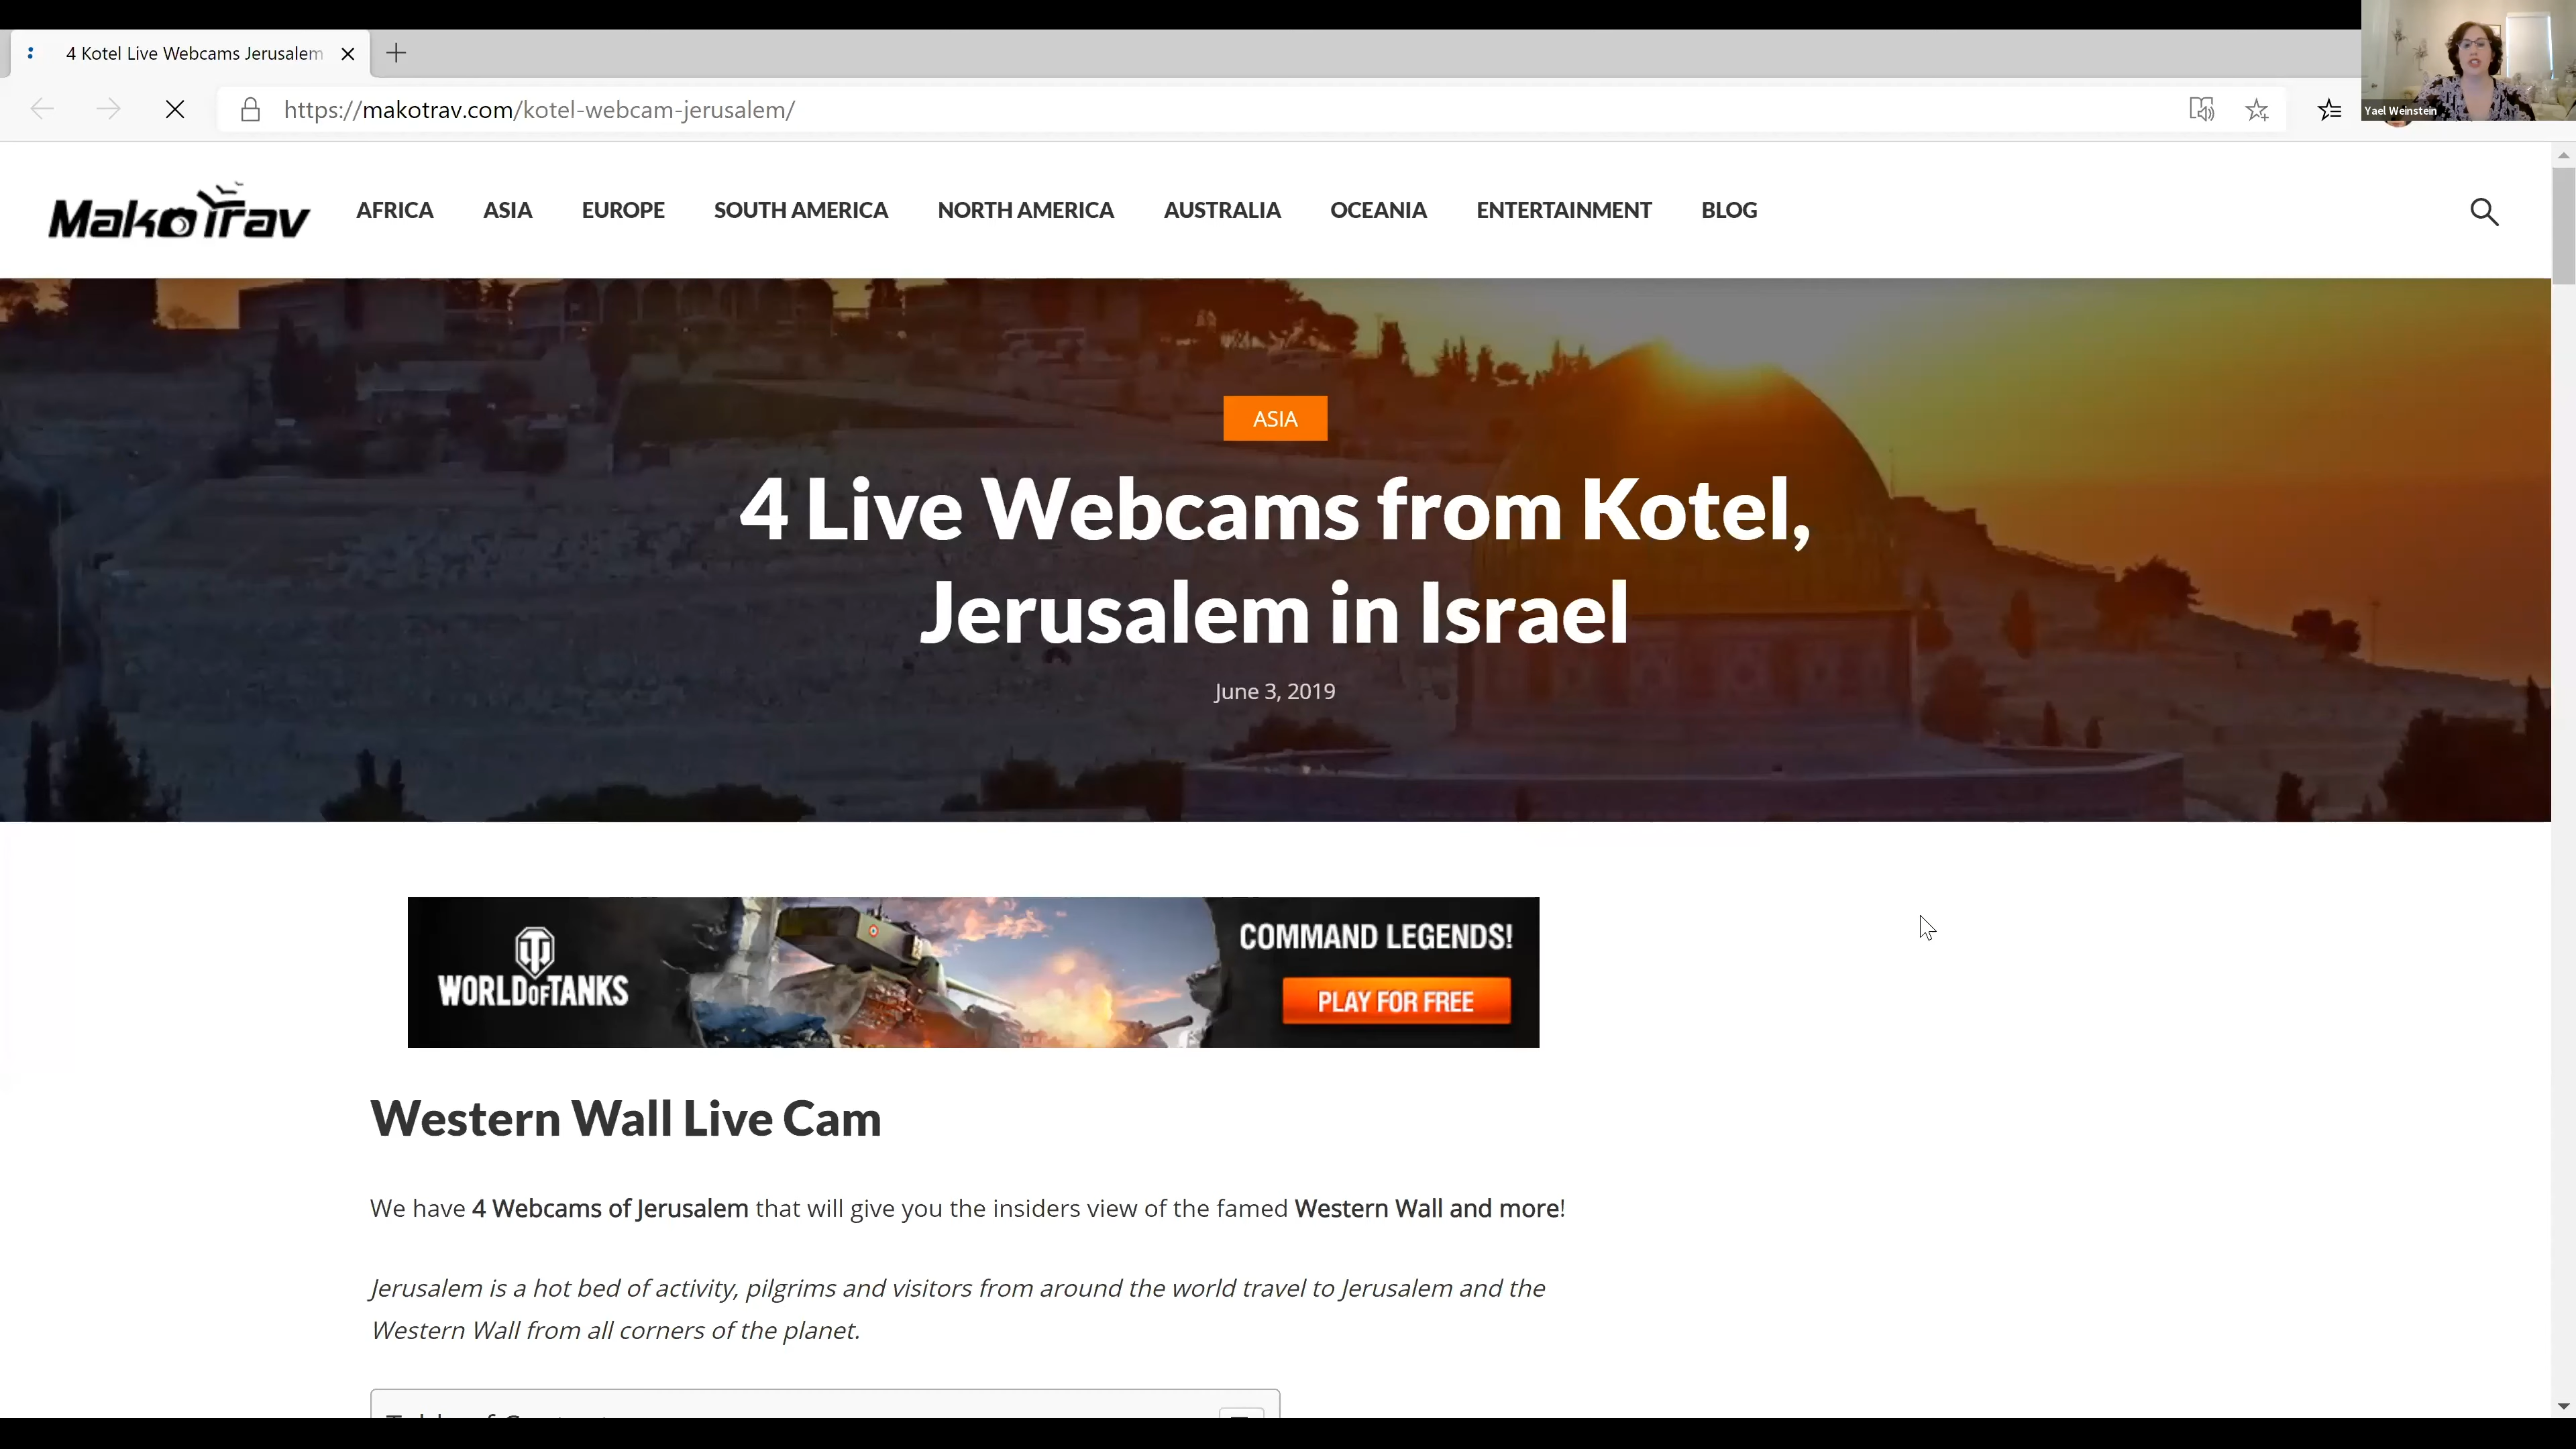 4 Kotel Live Webcams Jerusalem
Yael Weinstein
https://makotrav.com/kotel-webcam-jerusalem/
MakoTrav
AFRICA ASIA EUROPE SOUTH AMERICA NORTH AMERICA AUSTRALIA OCEANIA ENTERTAINMENT BLOG
ASIA
4 Live Webcams from Kotel,
Jerusalem in Israel
June 3, 2019
WORLD OF TANKS
COMMAND LEGENDS!
PLAY FOR FREE
Western Wall Live Cam
We have 4 Webcams of Jerusalem that will give you the insiders view of the famed Western Wall and more!
Jerusalem is a hot bed of activity, pilgrims and visitors from around the world travel to Jerusalem and the
Western Wall from all corners of the planet.